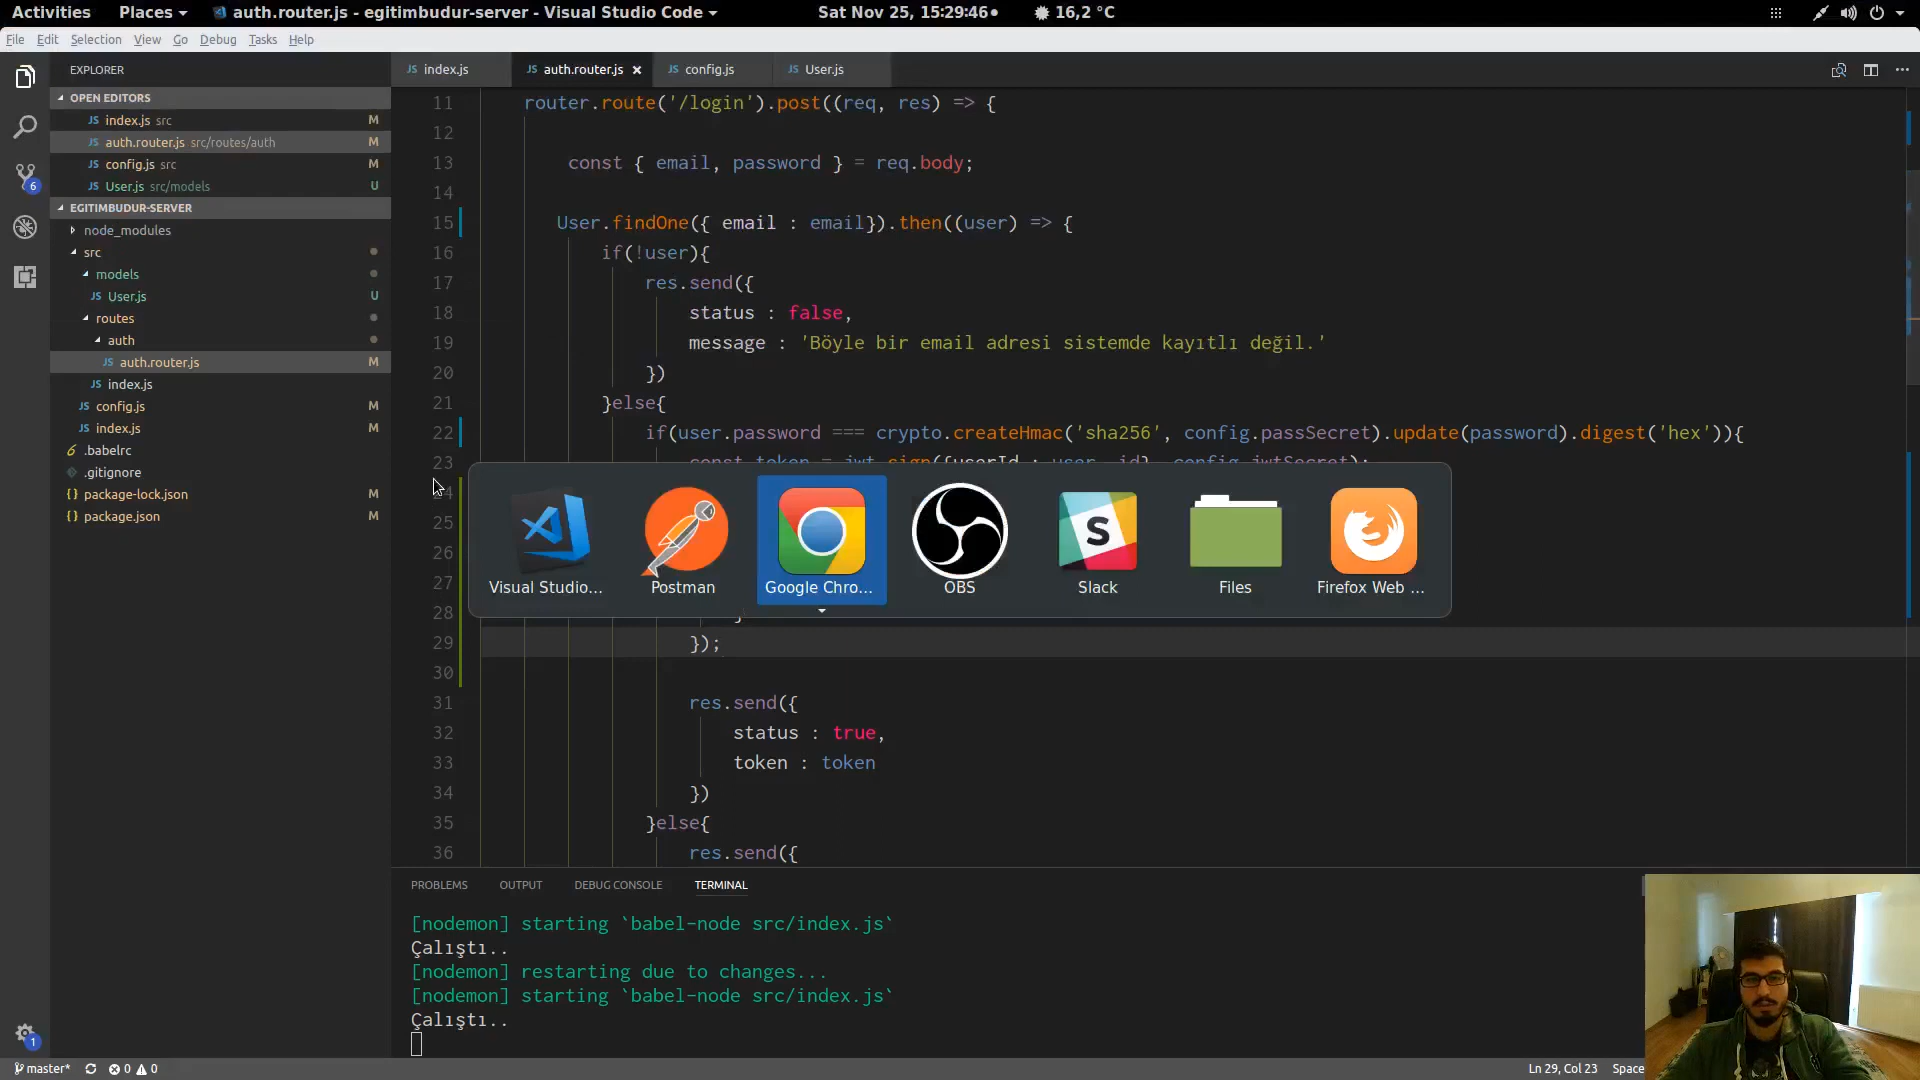 Activities Places auth.router.js - egitimbudur-server - Visual Studio Code Sat Nov 25, 15:29:46 16,2 °C
File Edit Selection View Go Debug Tasks Help
EXPLORER
OPEN EDITORS
JS index.js src M
JS auth.router.js src/routes/auth M
JS config.js src M
JS User.js src/models U
EGITIMBUDUR-SERVER
node_modules
src
models
JS User.js U
routes
auth
JS auth.router.js M
JS index.js
JS config.js M
JS index.js M
.babelrc
.gitignore
{} package-lock.json M
{} package.json M
6
1
JS index.js JS auth.router.js JS config.js JS User.js
11 router.route('/login').post((req, res) => {
12
13 const { email, password } = req.body;
14
15 User.findOne({ email : email}).then((user) => {
16 if(!user){
17 res.send({
18 status : false,
19 message : 'Böyle bir email adresi sistemde kayıtlı değil.'
20 })
21 }else{
22 if(user.password === crypto.createHmac('sha256', config.passSecret).update(password).digest('hex')){
23 const token = jwt.sign({userId : user._id}, config.jwtSecret);
24
25
26
27
28
29 });
30
31 res.send({
32 status : true,
33 token : token
34 })
35 }else{
36 res.send({
Visual Studio... Postman Google Chro... OBS Slack Files Firefox Web ...
PROBLEMS OUTPUT DEBUG CONSOLE TERMINAL
[nodemon] starting `babel-node src/index.js`
Çalıştı..
[nodemon] restarting due to changes...
[nodemon] starting `babel-node src/index.js`
Çalıştı..
master* 0 0 Ln 29, Col 23